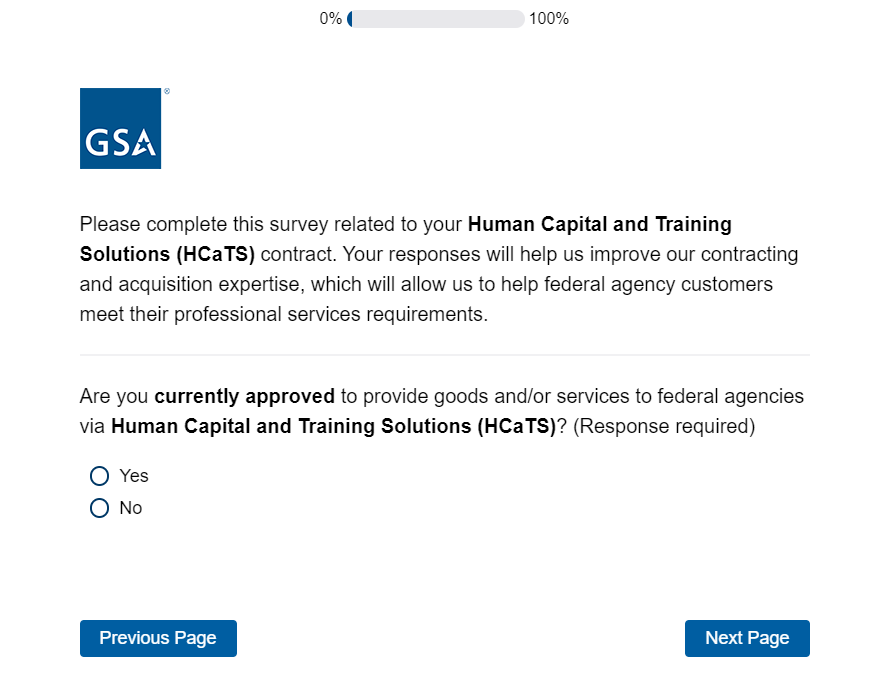 0% 100%
GSA®
Please complete this survey related to your Human Capital and Training
Solutions (HCaTS) contract. Your responses will help us improve our contracting
and acquisition expertise, which will allow us to help federal agency customers
meet their professional services requirements.
Are you currently approved to provide goods and/or services to federal agencies
via Human Capital and Training Solutions (HCaTS)? (Response required)
Yes
No
Previous Page Next Page